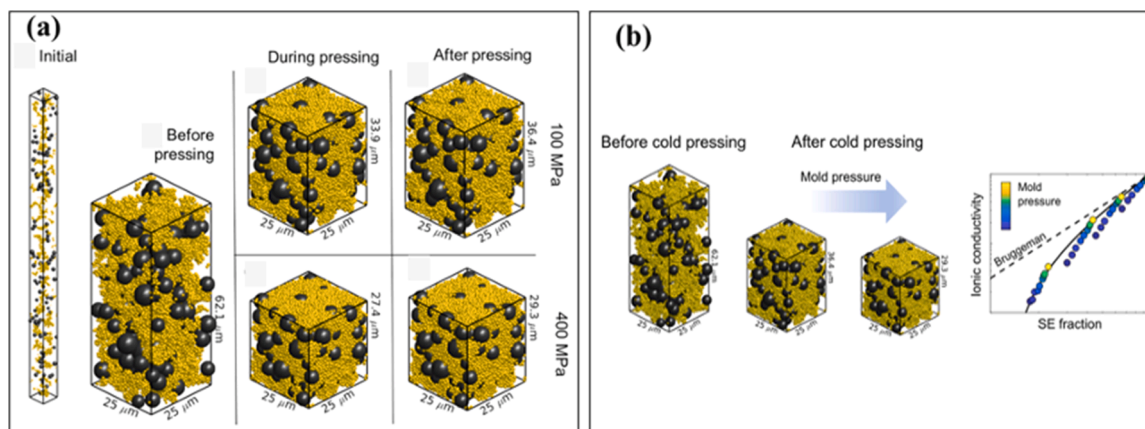 (a)
Initial
During pressing
After pressing
Before
pressing
33.9 μm
36.4 μm
100 MPa
25 μm
25 μm
25 μm
25 μm
62.1 μm
27.4 μm
29.3 μm
400 MPa
25 μm
25 μm
25 μm
25 μm
25 μm
25 μm
(b)
Before cold pressing
After cold pressing
Mold pressure
62.1 μm
36.4 μm
29.3 μm
25 μm
25 μm
25 μm
25 μm
25 μm
25 μm
Mold
pressure
Bruggeman
Ionic conductivity
SE fraction